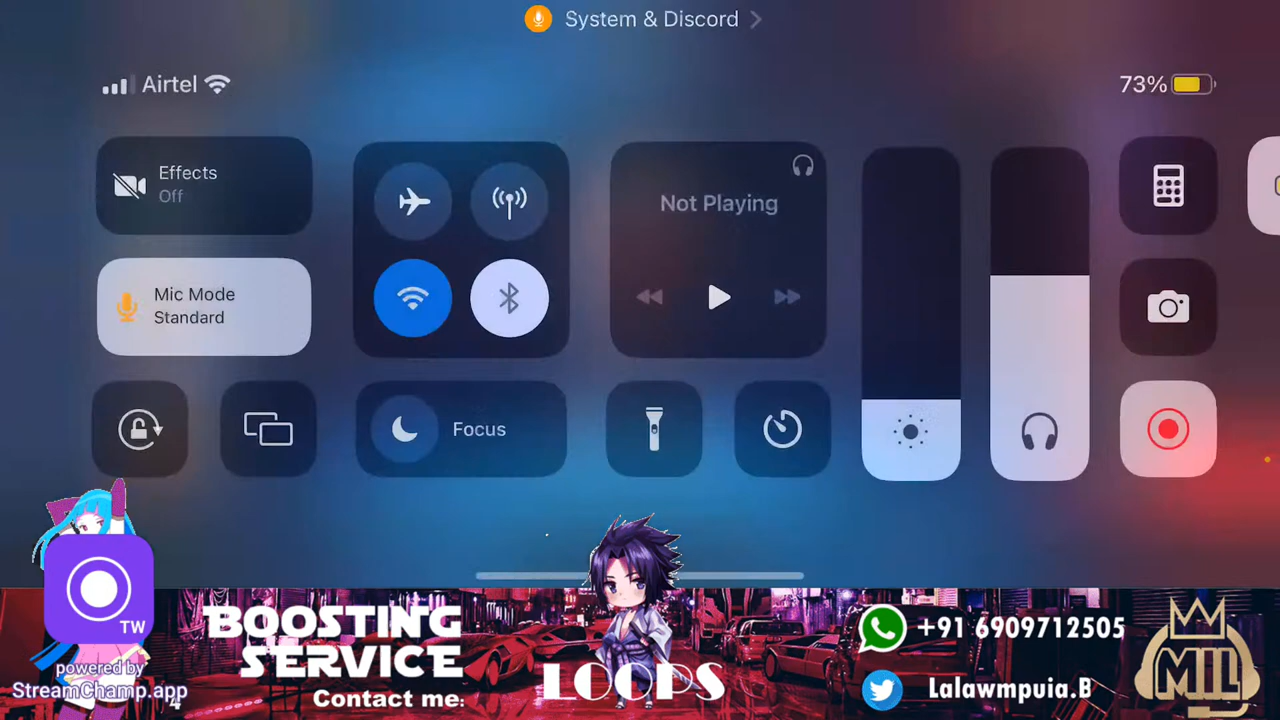 System & Discord
Airtel
73%
Effects
Off
Not Playing
Mic Mode
Standard
Focus
TW
powered by
StreamChamp.app
BOOSTING
SERVICE
Contact me:
LOOPS
+91 6909712505
Lalawmpuia.B
MIL